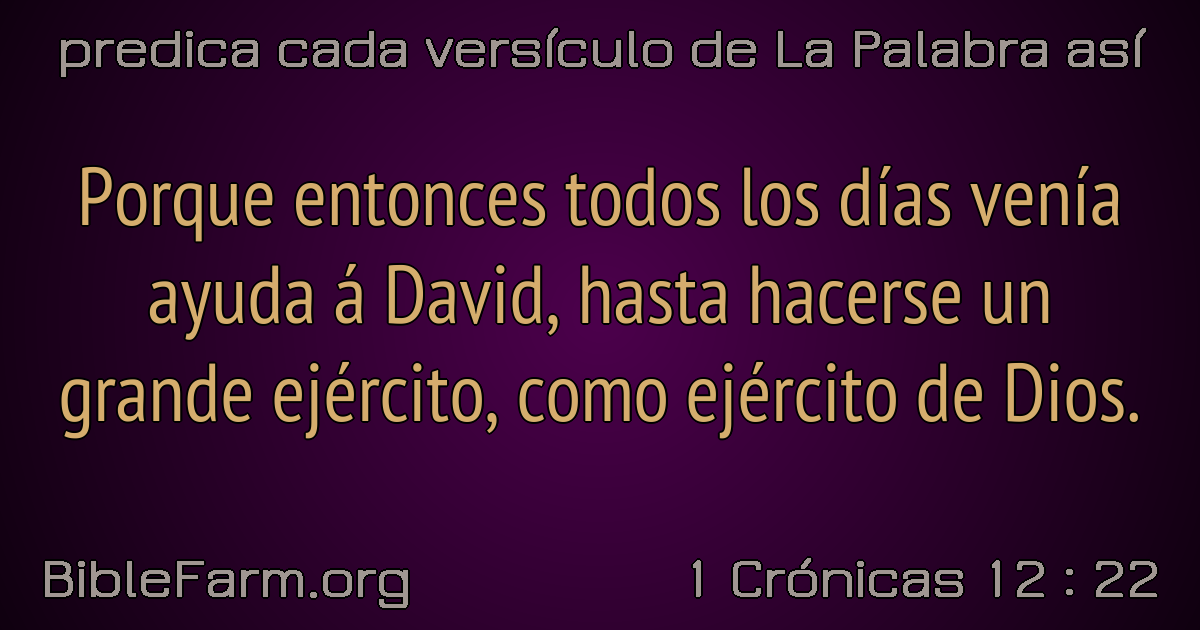 predica cada versículo de La Palabra así
Porque entonces todos los días venía
ayuda á David, hasta hacerse un
grande ejército, como ejército de Dios.
BibleFarm.org
1 Crónicas 12 : 22